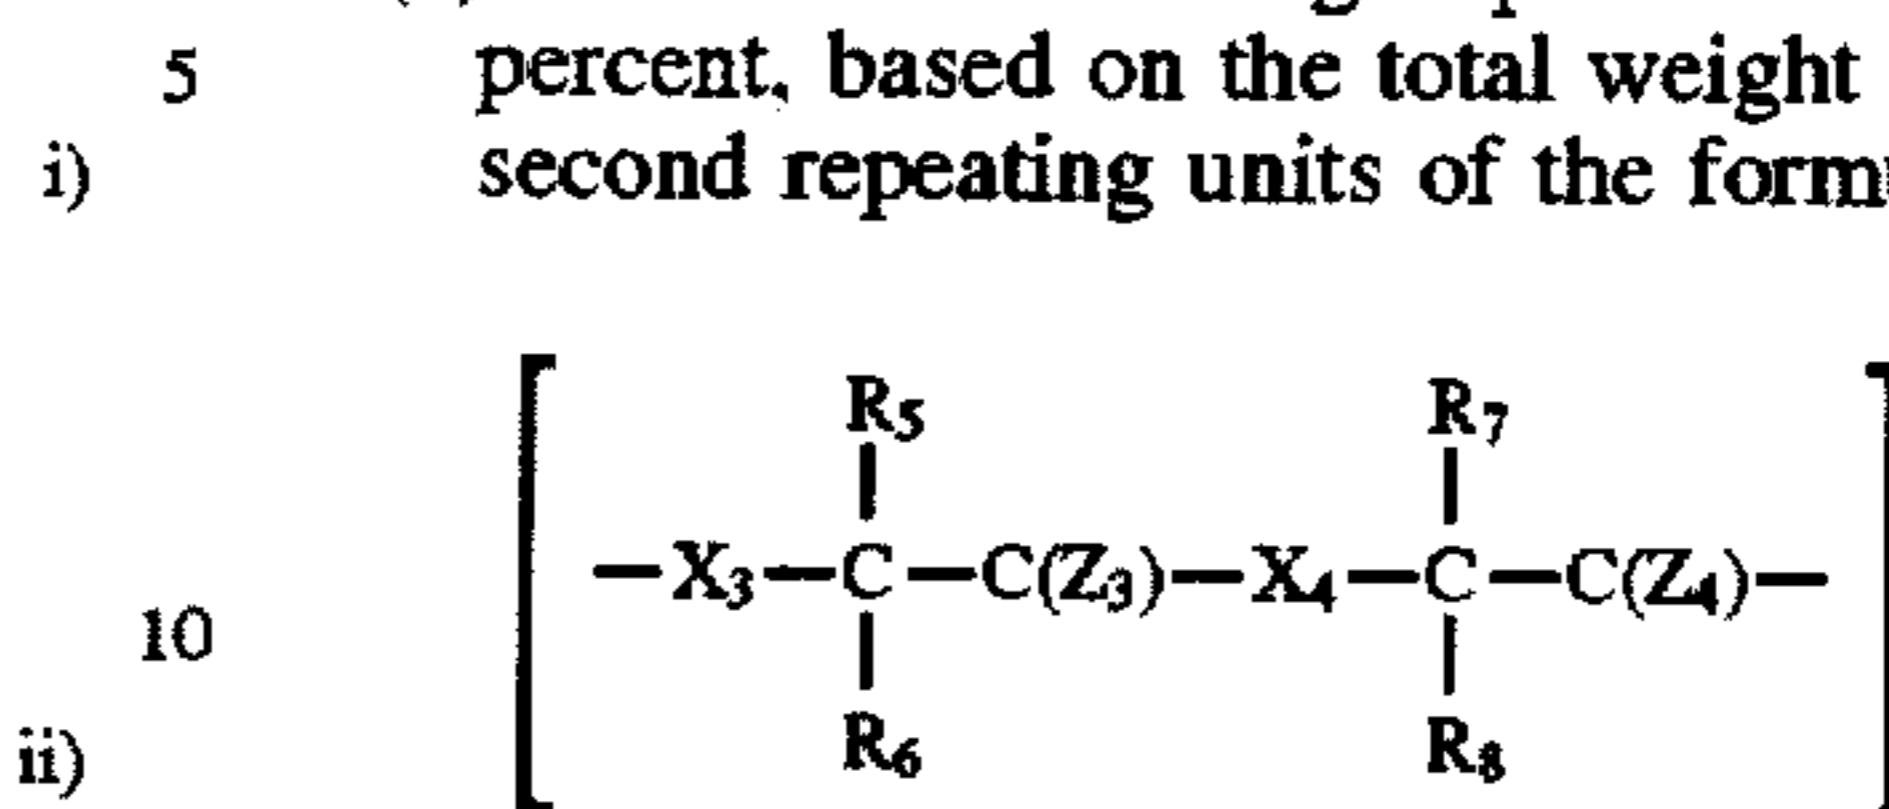 5 percent, based on the total weight
i) second repeating units of the
R5 R7
—X3—C—C(Z3)—X4—C—C(Z4)—
10
R6 R8
ii)